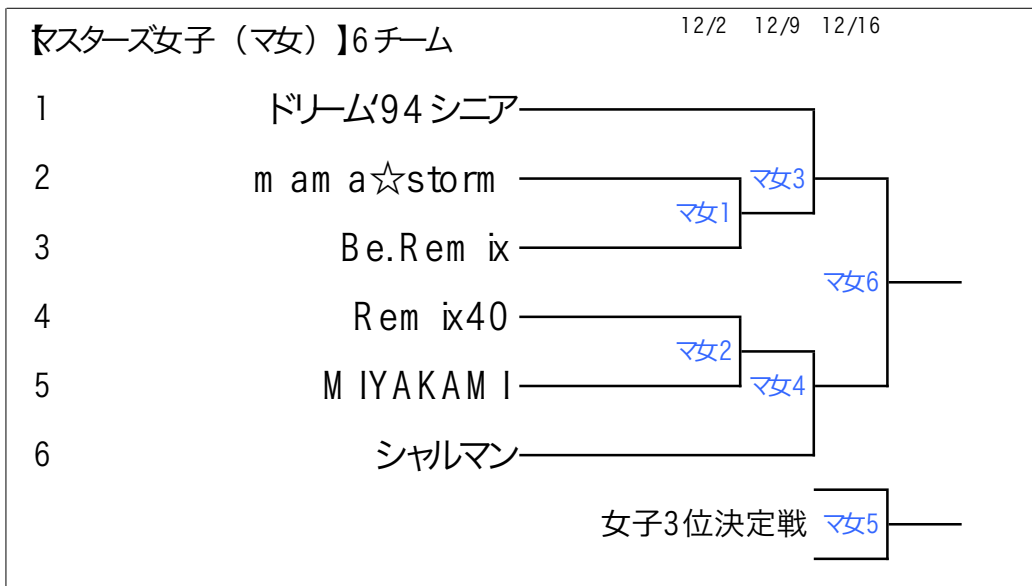 【マスターズ女子（マ女）】6チーム 12/2 12/9 12/16
1 ドリーム'94シニア
2 mama☆storm マ女3
マ女1
3 Be.Remix
マ女6
4 Remix40
マ女2
5 MIYAKAMI マ女4
6 シャルマン
女子3位決定戦 マ女5